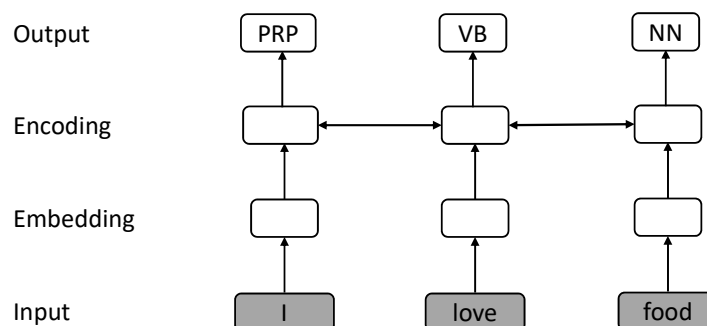 Output PRP VB NN
Encoding
Embedding
Input I love food